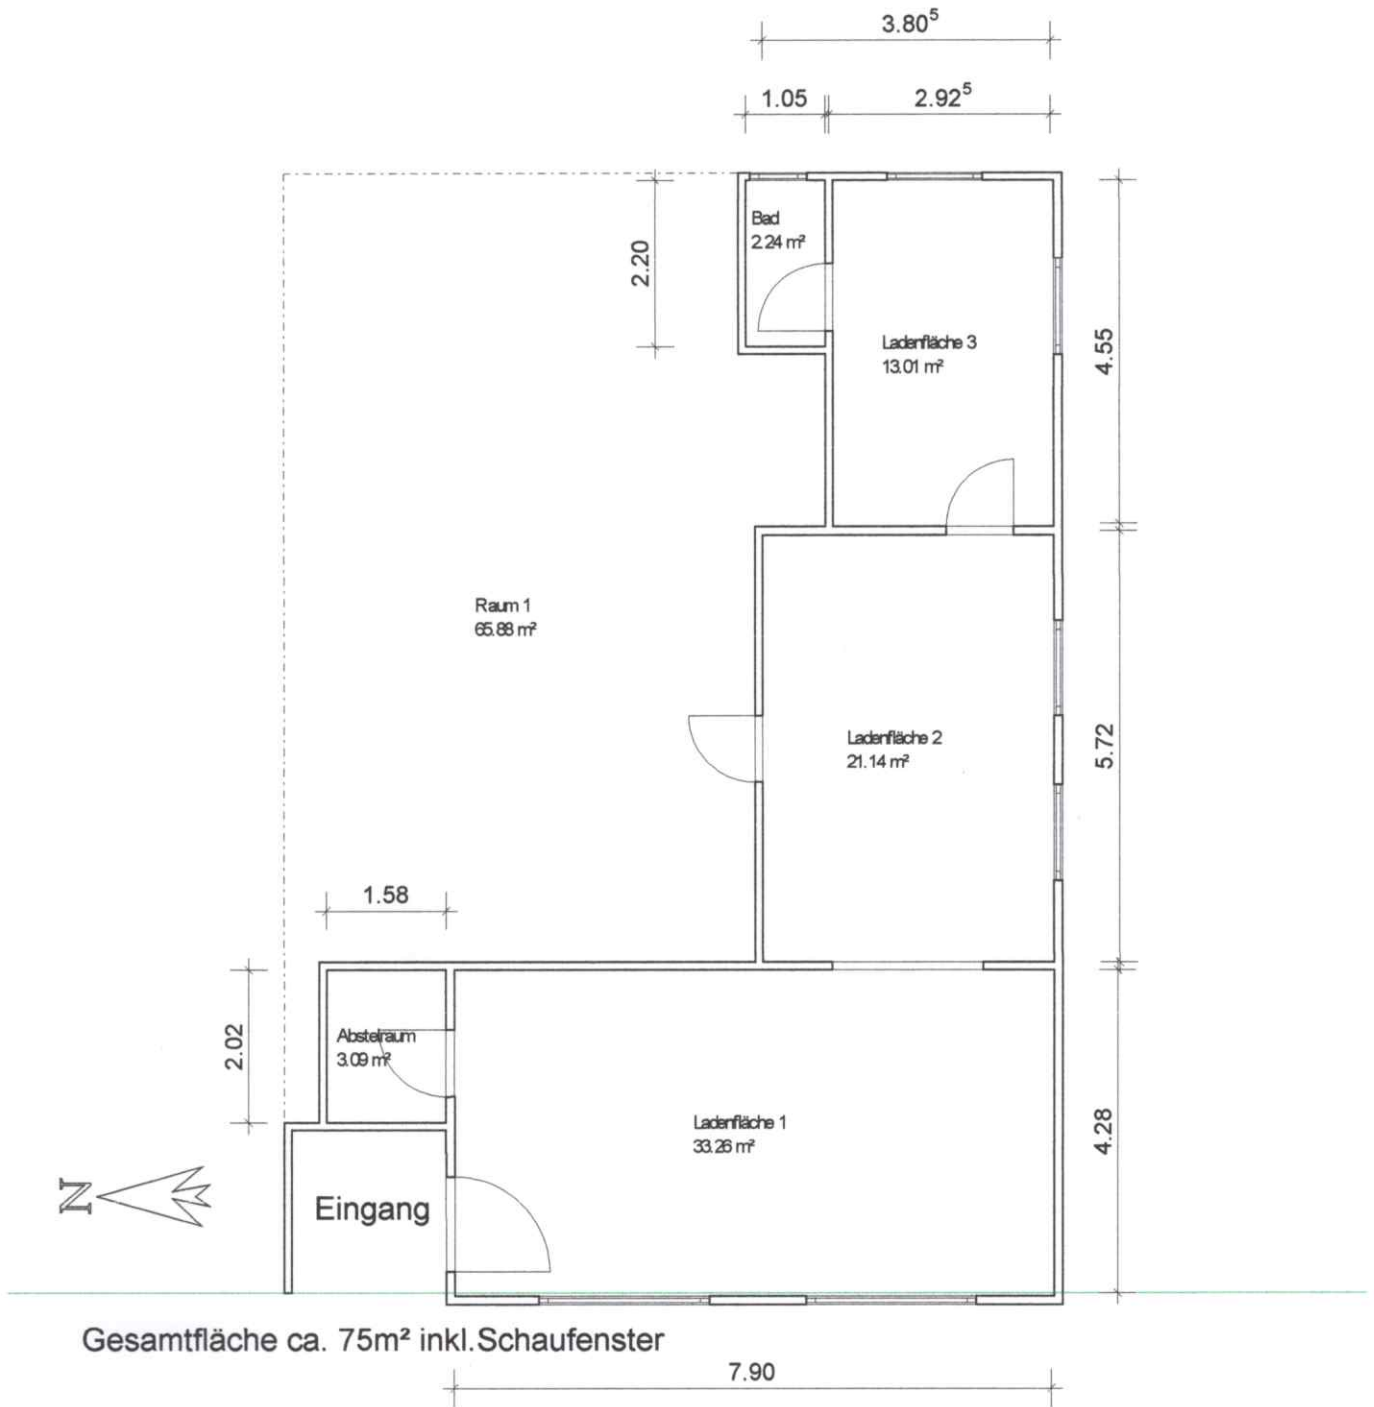 3.80⁵
1.05
2.92⁵
Bad
2.24 m²
2.20
Ladenfläche 3
13.01 m²
4.55
Raum 1
65.88 m²
Ladenfläche 2
21.14 m²
5.72
1.58
2.02
Abstelraum
3.09 m²
Ladenfläche 1
33.26 m²
4.28
N
Eingang
Gesamtfläche ca. 75m² inkl.Schaufenster
7.90